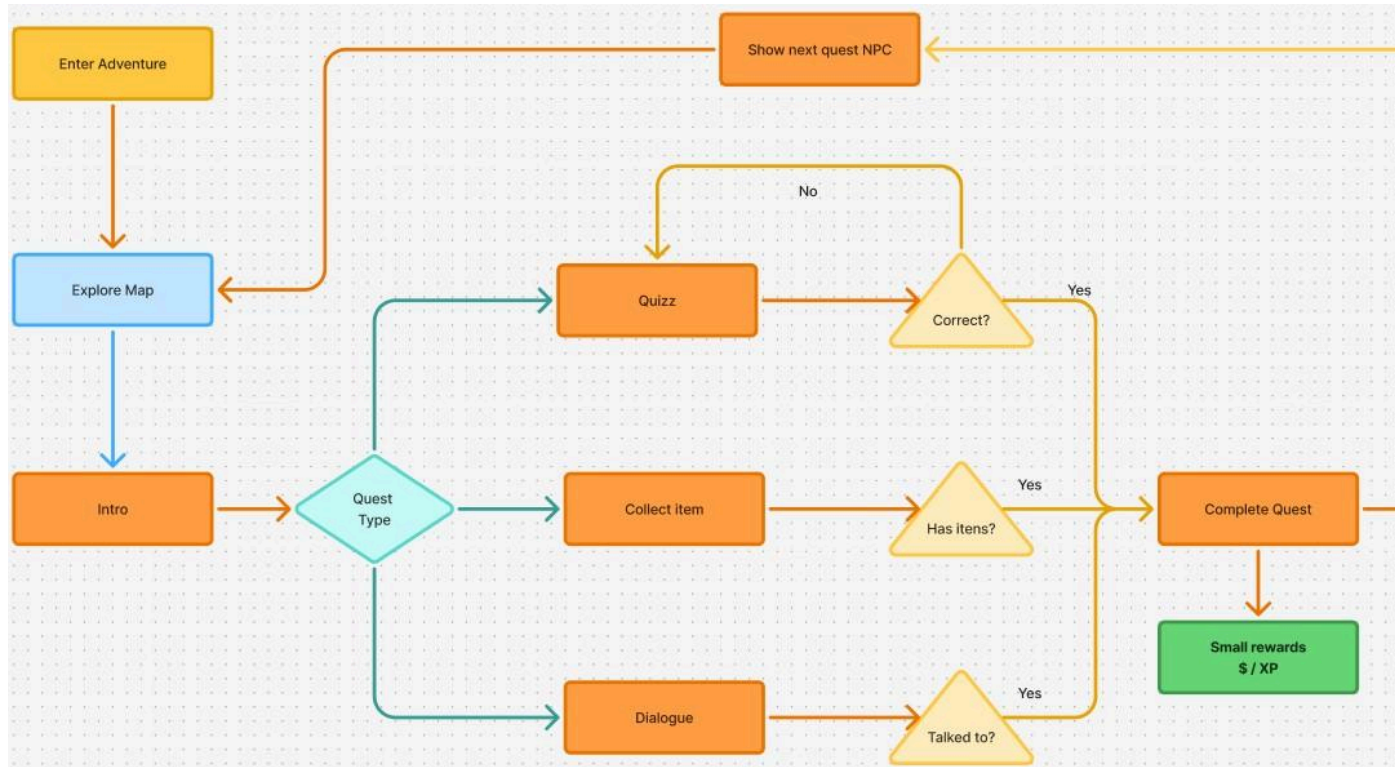 Enter Adventure
Show next quest NPC
No
Explore Map
Quizz
Correct?
Yes
Intro
Quest
Type
Collect item
Has itens?
Yes
Complete Quest
Small rewards
$ / XP
Dialogue
Talked to?
Yes